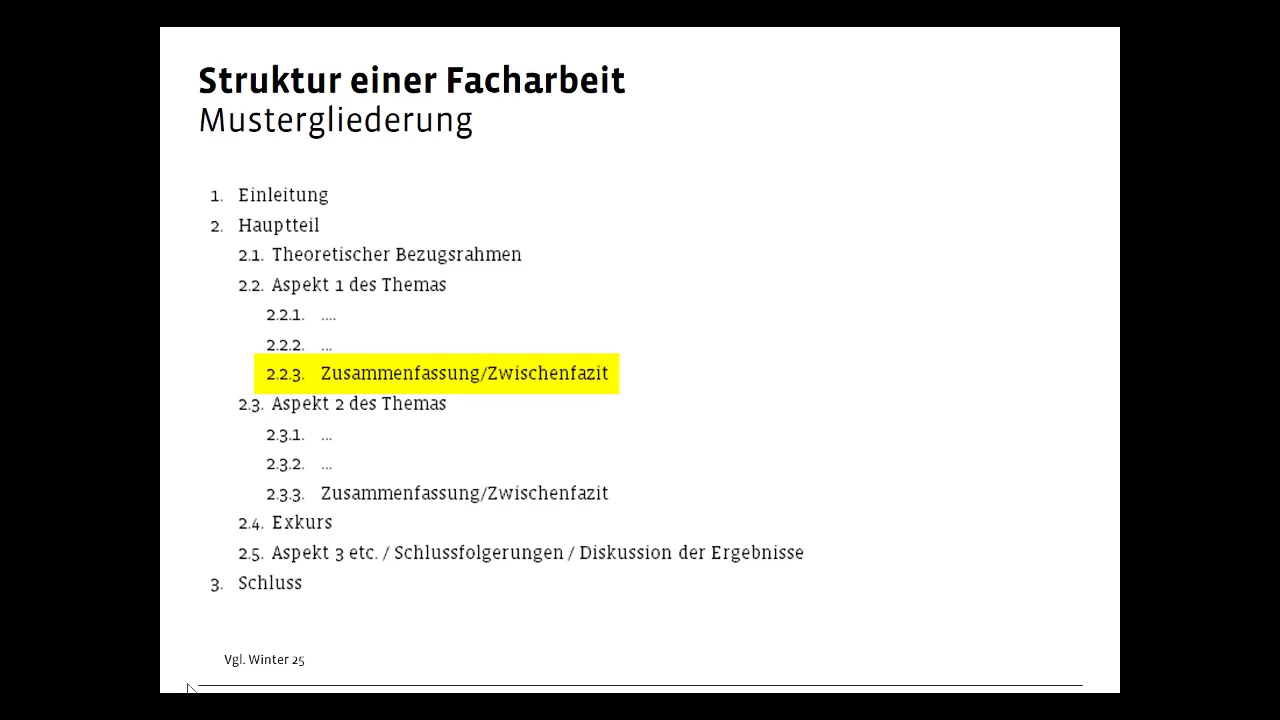 Struktur einer Facharbeit
Mustergliederung
1. Einleitung
2. Hauptteil
2.1. Theoretischer Bezugsrahmen
2.2. Aspekt 1 des Themas
2.2.1. ....
2.2.2. ...
2.2.3. Zusammenfassung/Zwischenfazit
2.3. Aspekt 2 des Themas
2.3.1. ...
2.3.2. ...
2.3.3. Zusammenfassung/Zwischenfazit
2.4. Exkurs
2.5. Aspekt 3 etc. / Schlussfolgerungen / Diskussion der Ergebnisse
3. Schluss
Vgl. Winter 25